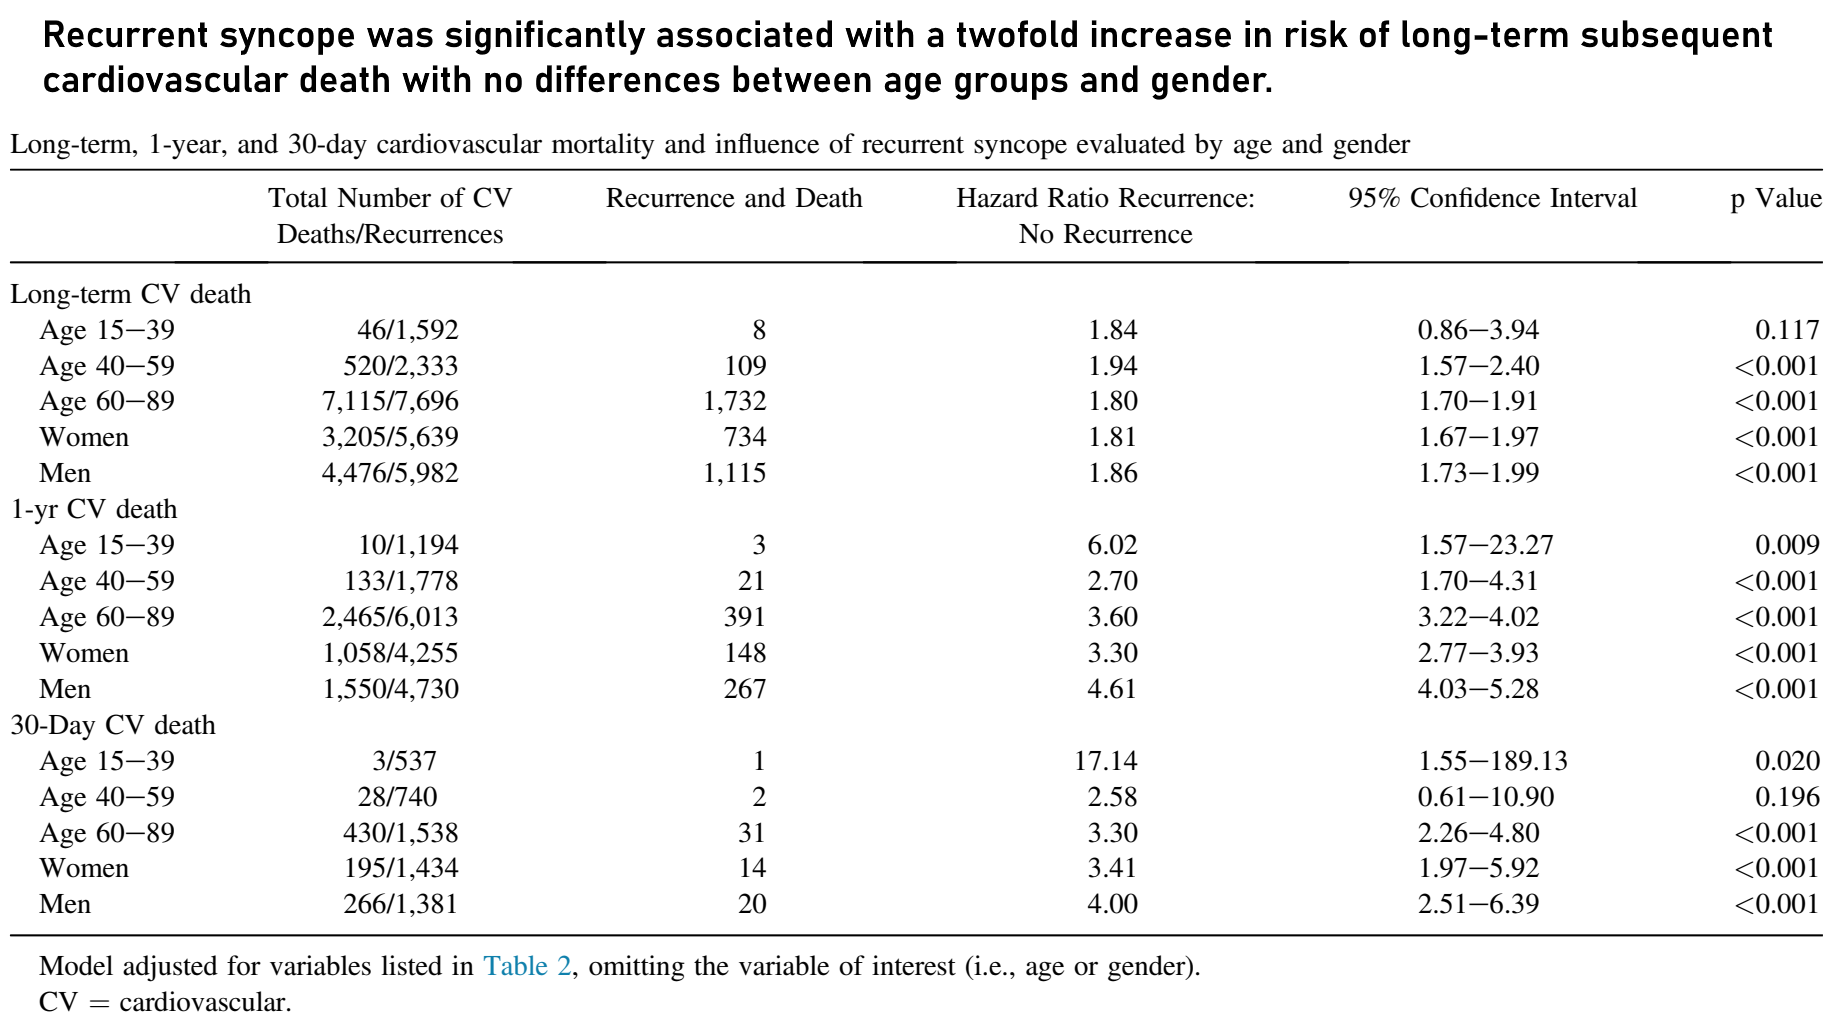 Recurrent syncope was significantly associated with a twofold increase in risk of long-term subsequent
cardiovascular death with no differences between age groups and gender.
Long-term, 1-year, and 30-day cardiovascular mortality and influence of recurrent syncope evaluated by age and gender
Total Number of CV Deaths/Recurrences Recurrence and Death Hazard Ratio Recurrence: No Recurrence 95% Confidence Interval p Value
Long-term CV death
Age 15–39 46/1,592 8 1.84 0.86–3.94 0.117
Age 40–59 520/2,333 109 1.94 1.57–2.40 <0.001
Age 60–89 7,115/7,696 1,732 1.80 1.70–1.91 <0.001
Women 3,205/5,639 734 1.81 1.67–1.97 <0.001
Men 4,476/5,982 1,115 1.86 1.73–1.99 <0.001
1-yr CV death
Age 15–39 10/1,194 3 6.02 1.57–23.27 0.009
Age 40–59 133/1,778 21 2.70 1.70–4.31 <0.001
Age 60–89 2,465/6,013 391 3.60 3.22–4.02 <0.001
Women 1,058/4,255 148 3.30 2.77–3.93 <0.001
Men 1,550/4,730 267 4.61 4.03–5.28 <0.001
30-Day CV death
Age 15–39 3/537 1 17.14 1.55–189.13 0.020
Age 40–59 28/740 2 2.58 0.61–10.90 0.196
Age 60–89 430/1,538 31 3.30 2.26–4.80 <0.001
Women 195/1,434 14 3.41 1.97–5.92 <0.001
Men 266/1,381 20 4.00 2.51–6.39 <0.001
Model adjusted for variables listed in Table 2, omitting the variable of interest (i.e., age or gender).
CV = cardiovascular.